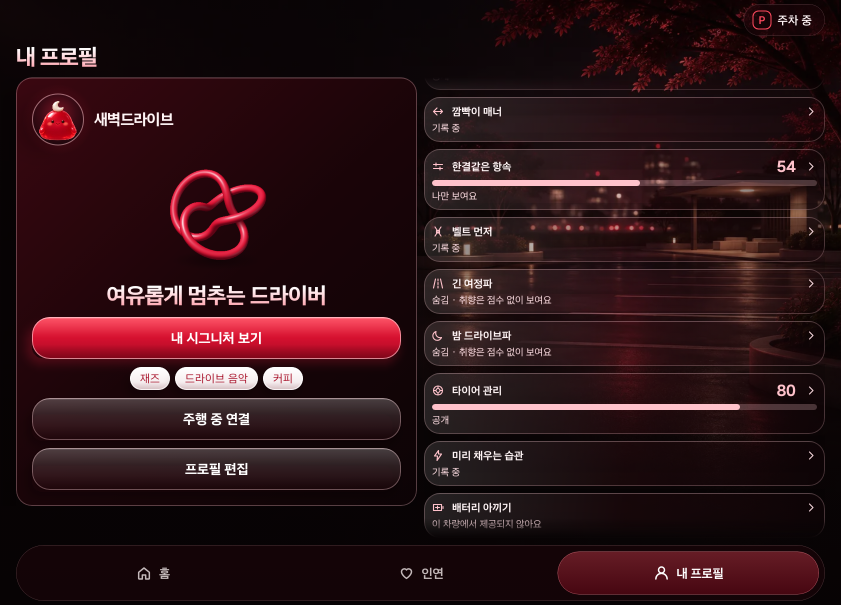 P 주차 중
내 프로필
새벽드라이브
여유롭게 멈추는 드라이버
내 시그니처 보기
재즈 드라이브 음악 커피
주행 중 연결
프로필 편집
깜빡이 매너
기록 중
한결같은 항속 54
나만 보여요
벨트 먼저
기록 중
긴 여정파
숨김 · 취향은 점수 없이 보여요
밤 드라이브파
숨김 · 취향은 점수 없이 보여요
타이어 관리 80
공개
미리 채우는 습관
기록 중
배터리 아끼기
이 차량에서 제공되지 않아요
홈 인연 내 프로필